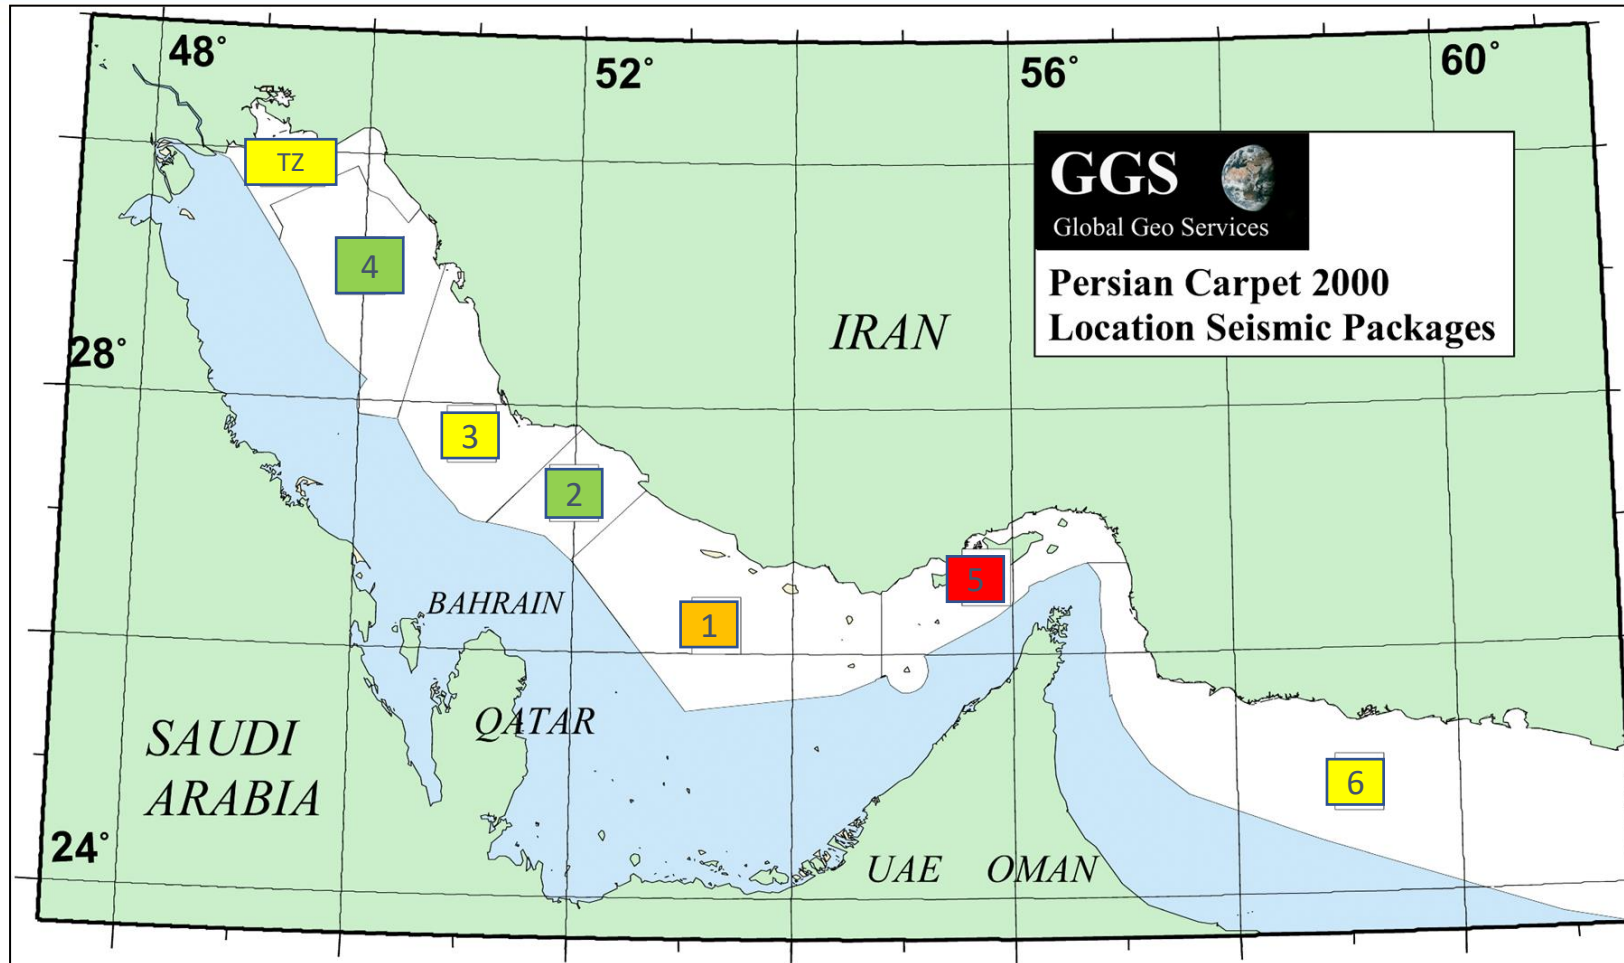 48°
52°
56°
60°
TZ
GGS
Global Geo Services
Persian Carpet 2000
Location Seismic Packages
4
IRAN
28°
3
2
5
BAHRAIN
1
QATAR
SAUDI
ARABIA
6
24°
UAE OMAN